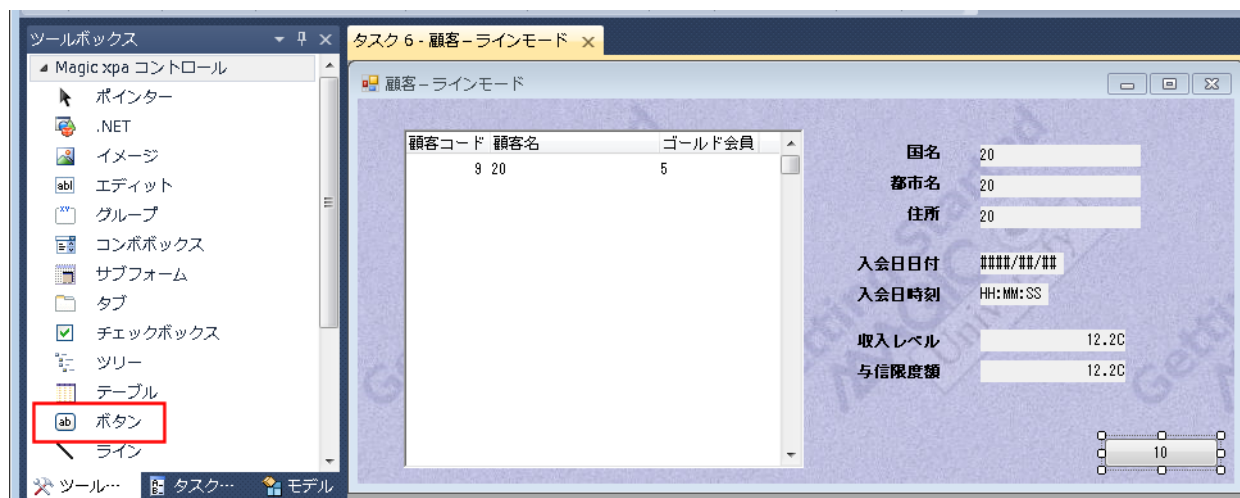 ツールボックス
Magic xpa コントロール
ポインター
.NET
イメージ
エディット
グループ
コンボボックス
サブフォーム
タブ
チェックボックス
ツリー
テーブル
ボタン
ライン
ツール… タスク… モデル
タスク 6 - 顧客 – ラインモード
顧客 – ラインモード
顧客コード 顧客名 ゴールド会員
9 20 5
国名 20
都市名 20
住所 20
入会日日付 ####/##/##
入会日時刻 HH:MM:SS
収入レベル 12.2C
与信限度額 12.2C
10